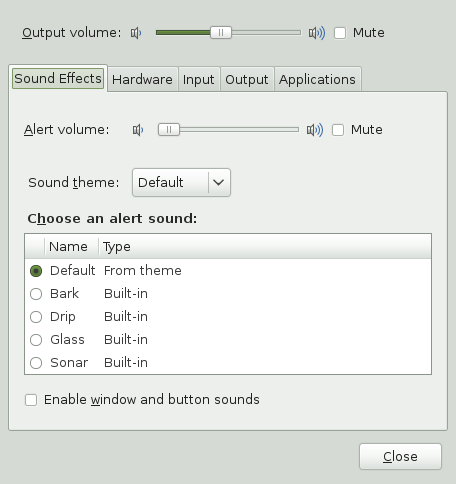 Output volume: Mute
Sound Effects Hardware Input Output Applications
Alert volume: Mute
Sound theme: Default
Choose an alert sound:
Name Type
Default From theme
Bark Built-in
Drip Built-in
Glass Built-in
Sonar Built-in
Enable window and button sounds
Close